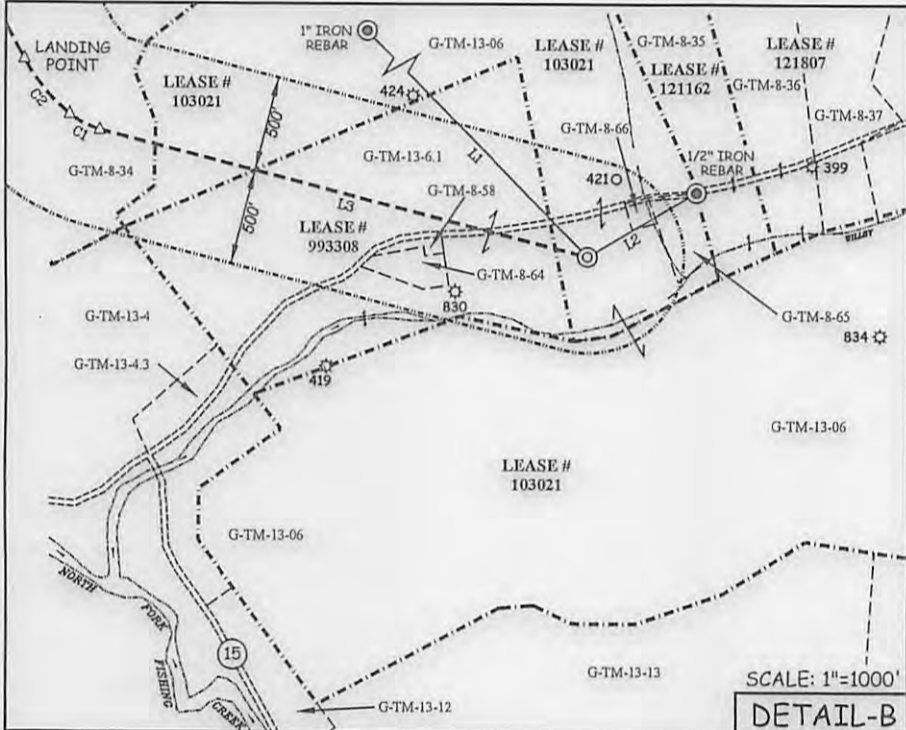 LANDING
POINT
1" IRON
REBAR
G-TM-13-06
LEASE #
103021
G-TM-8-35
LEASE #
121807
LEASE #
103021
LEASE #
121162
G-TM-8-36
424
C2
C1
500'
L1
G-TM-8-66
G-TM-8-37
G-TM-8-34
G-TM-13-6.1
1/2" IRON
REBAR
399
421
G-TM-8-58
L3
500'
LEASE #
993308
L2
G-TM-8-64
830
G-TM-13-4
G-TM-8-65
834
G-TM-13-4.3
419
G-TM-13-06
LEASE #
103021
G-TM-13-06
NORTH
FORK
FISHING
CREEK
15
G-TM-13-13
G-TM-13-12
SCALE: 1"=1000'
DETAIL-B